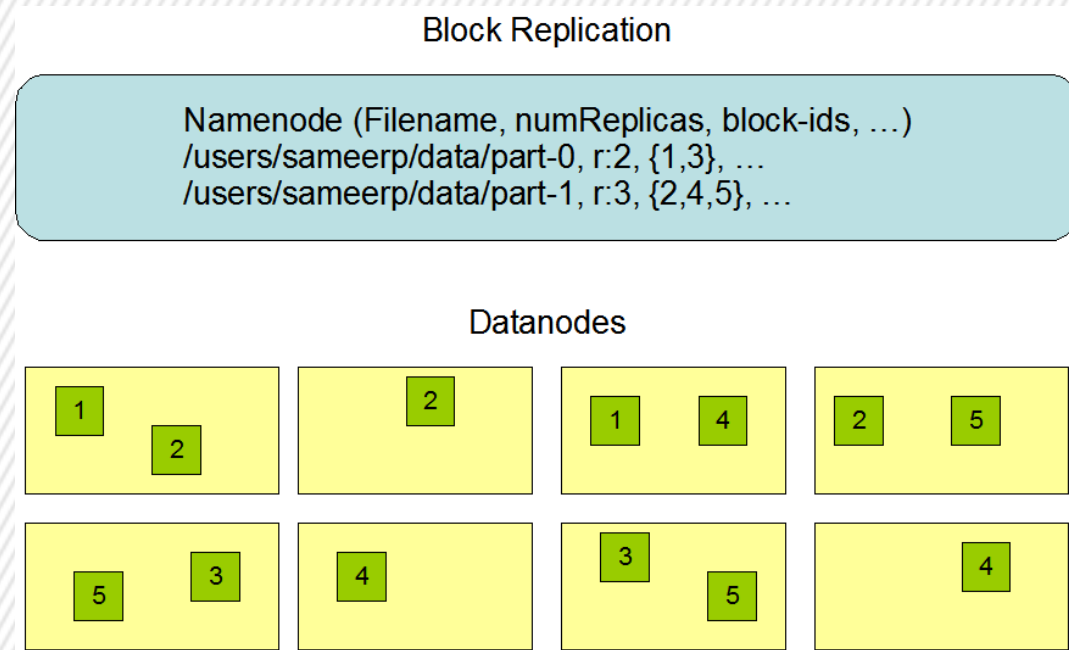 Block Replication
Namenode (Filename, numReplicas, block-ids, …)
/users/sameerp/data/part-0, r:2, {1,3}, …
/users/sameerp/data/part-1, r:3, {2,4,5}, …
Datanodes
1
2
2
1 4
2 5
5 3
4
3
5
4